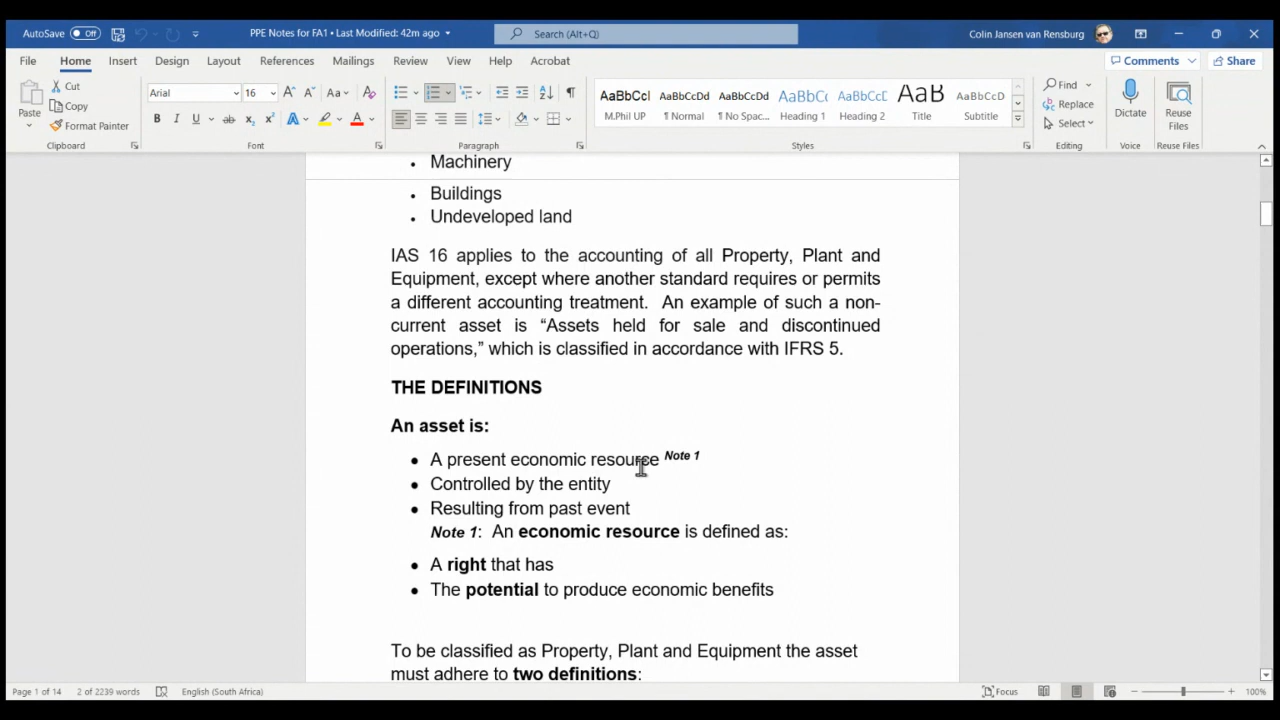 AutoSave Off
PPE Notes for FA1 • Last Modified: 42m ago
Search (Alt+Q)
Colin Jansen van Rensburg
File Home Insert Design Layout References Mailings Review View Help Acrobat
Comments Share
Paste
Cut
Copy
Format Painter
Clipboard
Arial 16
Font
Paragraph
AaBbCcI AaBbCcDd AaBbCcDd AaBbCc AaBbCcD AaB AaBbCcD
M.Phil UP ¶ Normal ¶ No Spac... Heading 1 Heading 2 Title Subtitle
Styles
Find
Replace
Select
Editing
Dictate
Voice
Reuse Files
Reuse Files
• Machinery
• Buildings
• Undeveloped land
IAS 16 applies to the accounting of all Property, Plant and
Equipment, except where another standard requires or permits
a different accounting treatment. An example of such a non-
current asset is “Assets held for sale and discontinued
operations,” which is classified in accordance with IFRS 5.
THE DEFINITIONS
An asset is:
• A present economic resource Note 1
• Controlled by the entity
• Resulting from past event
Note 1: An economic resource is defined as:
• A right that has
• The potential to produce economic benefits
To be classified as Property, Plant and Equipment the asset
must adhere to two definitions:
Page 1 of 14 2 of 2239 words English (South Africa)
Focus
100%